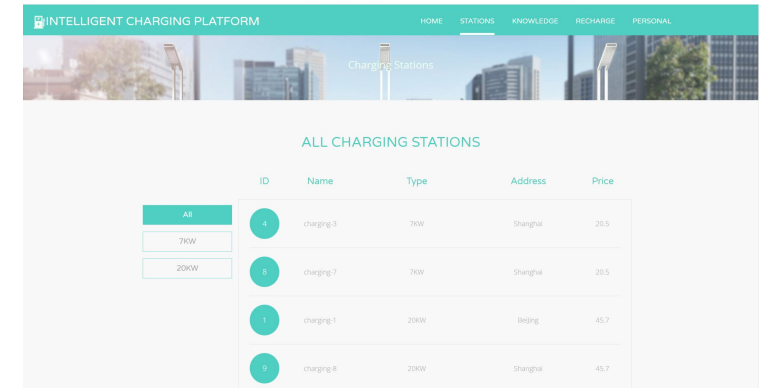 INTELLIGENT CHARGING PLATFORM HOME STATIONS KNOWLEDGE RECHARGE PERSONAL
Charging Stations
ALL CHARGING STATIONS
ID Name Type Address Price
All
7KW
20KW
4 charging-3 7KW Shanghai 20.5
8 charging-7 7KW Shanghai 20.5
1 charging-1 20KW Beijing 45.7
9 charging-8 20KW Shanghai 45.7